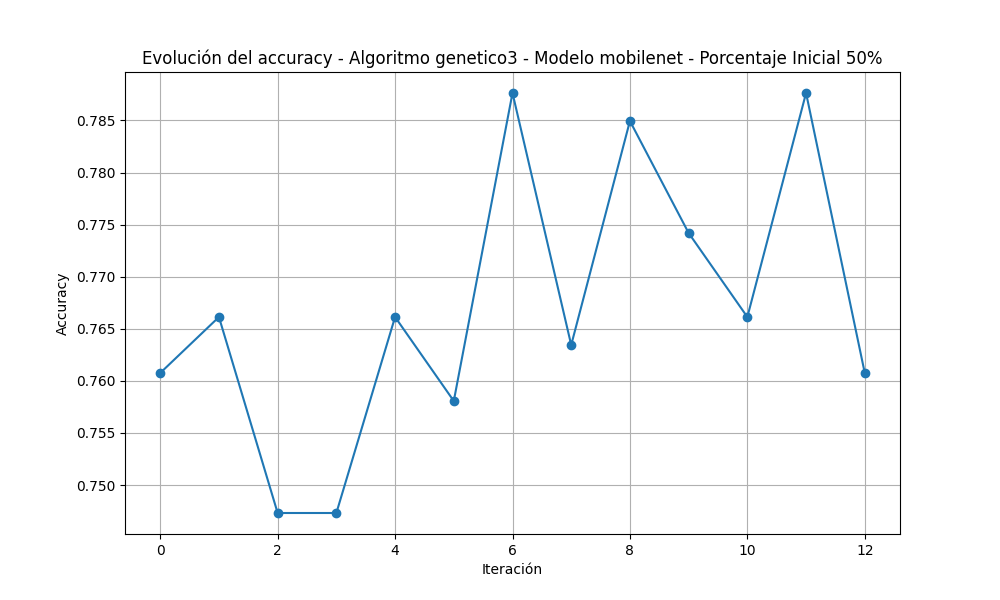 Evolución del accuracy - Algoritmo genetico3 - Modelo mobilenet - Porcentaje Inicial 50%
0.785
0.780
0.775
0.770
0.765
0.760
0.755
0.750
Accuracy
0 2 4 6 8 10 12
Iteración